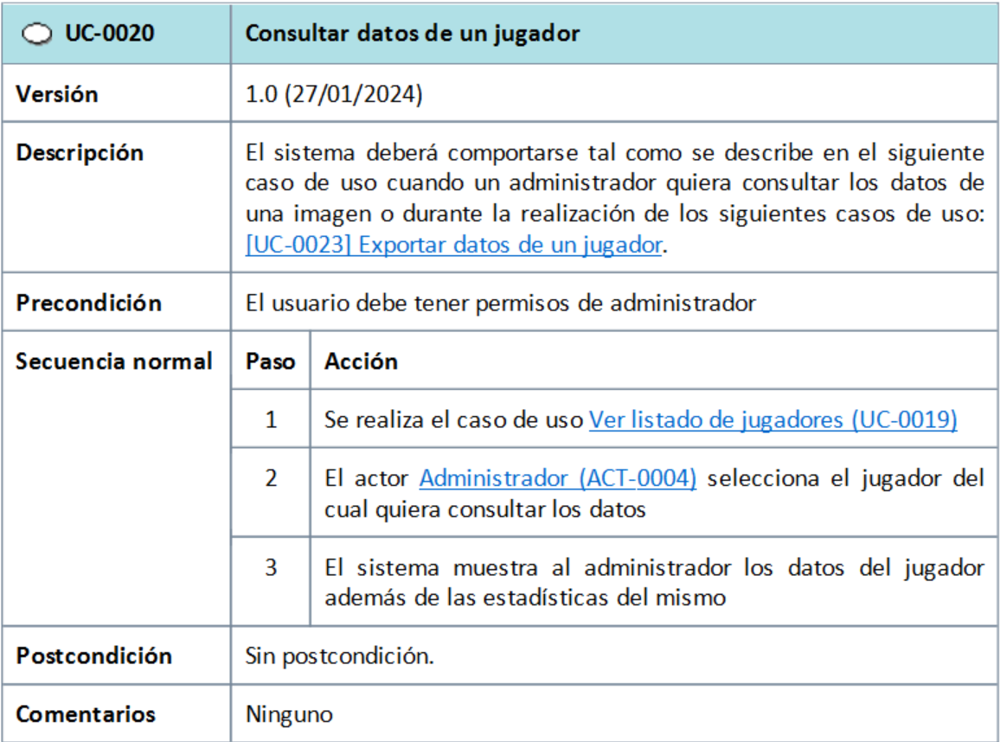 UC-0020 Consultar datos de un jugador
Versión 1.0 (27/01/2024)
Descripción El sistema deberá comportarse tal como se describe en el siguiente
caso de uso cuando un administrador quiera consultar los datos de
una imagen o durante la realización de los siguientes casos de uso:
[UC-0023] Exportar datos de un jugador.
Precondición El usuario debe tener permisos de administrador
Secuencia normal Paso Acción
1 Se realiza el caso de uso Ver listado de jugadores (UC-0019)
2 El actor Administrador (ACT-0004) selecciona el jugador del
cual quiera consultar los datos
3 El sistema muestra al administrador los datos del jugador
además de las estadísticas del mismo
Postcondición Sin postcondición.
Comentarios Ninguno